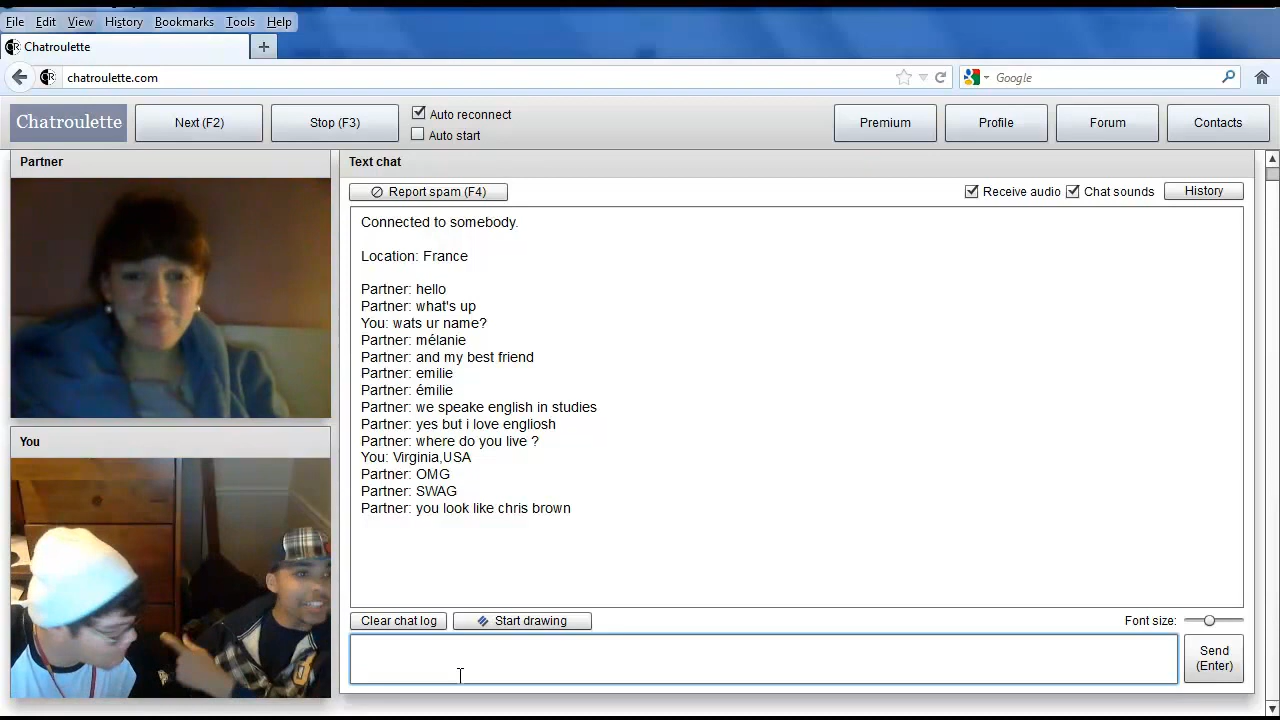 File Edit View History Bookmarks Tools Help
Chatroulette
chatroulette.com
Google
Chatroulette
Next (F2)
Stop (F3)
Auto reconnect
Auto start
Premium
Profile
Forum
Contacts
Partner
Text chat
Report spam (F4)
Receive audio
Chat sounds
History
Connected to somebody.
Location: France
Partner: hello
Partner: what's up
You: wats ur name?
Partner: mélanie
Partner: and my best friend
Partner: emilie
Partner: émilie
Partner: we speake english in studies
Partner: yes but i love engliosh
Partner: where do you live ?
You: Virginia,USA
Partner: OMG
Partner: SWAG
Partner: you look like chris brown
You
Clear chat log
Start drawing
Font size:
Send
(Enter)